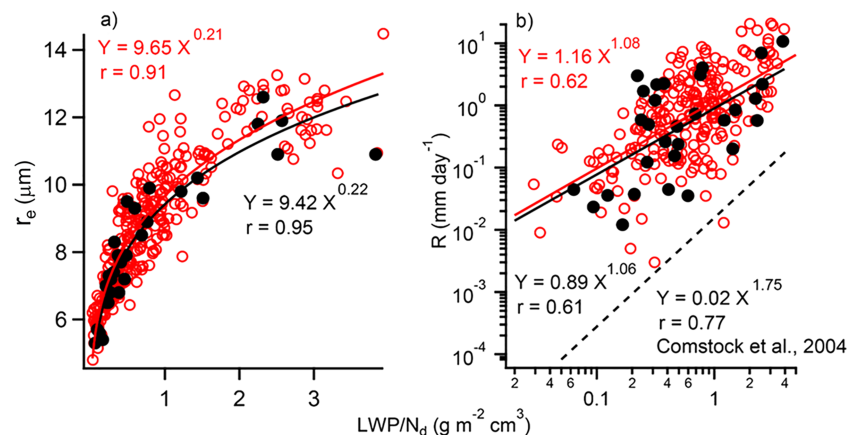 a)
Y = 9.65 X^0.21
r = 0.91
Y = 9.42 X^0.22
r = 0.95
14
12
10
8
6
r_e (μm)
1
2
3
b)
Y = 1.16 X^1.08
r = 0.62
Y = 0.89 X^1.06
r = 0.61
Y = 0.02 X^1.75
r = 0.77
Comstock et al., 2004
10^1
10^0
10^-1
10^-2
10^-3
10^-4
R (mm day^-1)
2 4 6 2 4 6 2 4
0.1 1
LWP/N_d (g m^-2 cm^3)